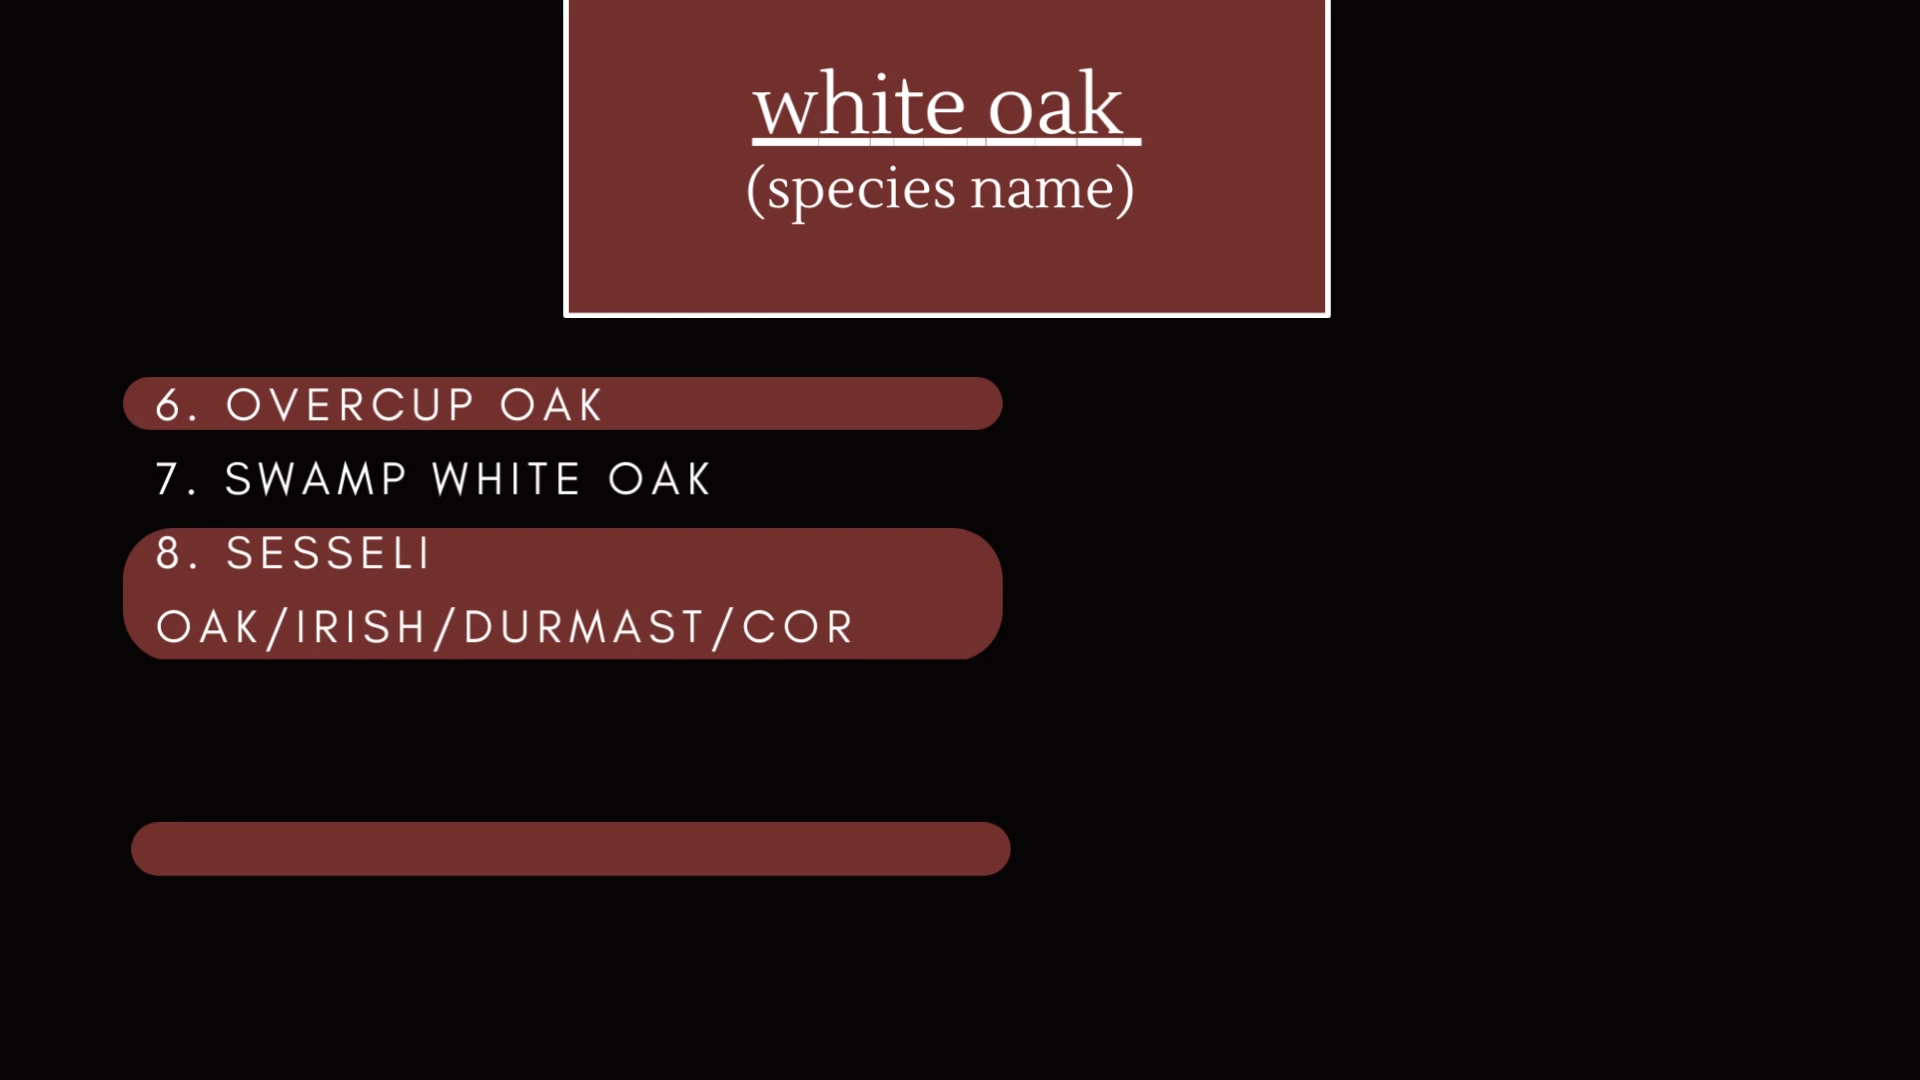 white oak
(species name)
6. OVERCUP OAK
7. SWAMP WHITE OAK
8. SESSELI
OAK/IRISH/DURMAST/COR